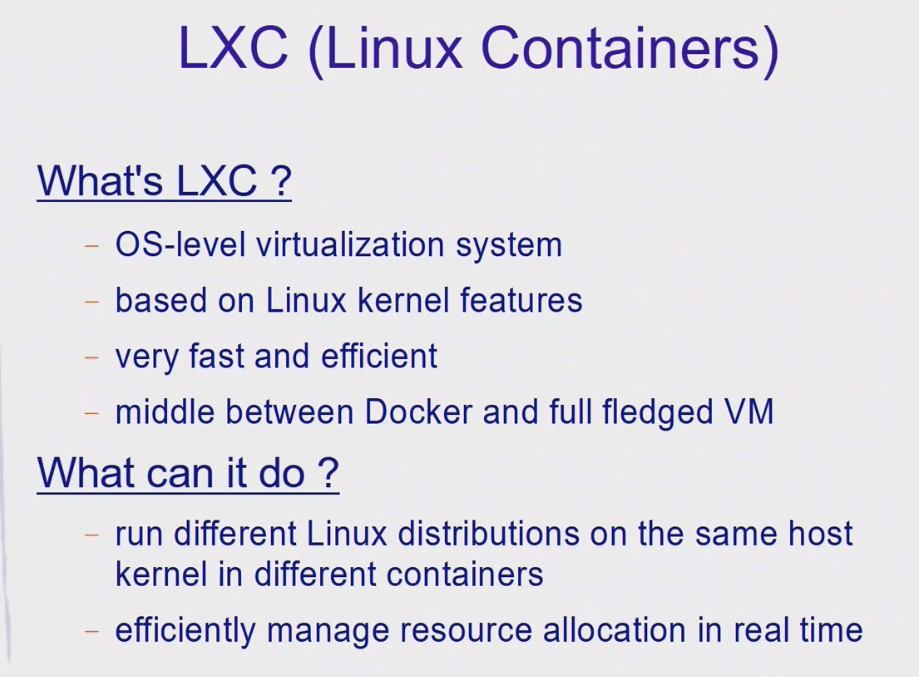 LXC (Linux Containers)
What's LXC ?
– OS-level virtualization system
– based on Linux kernel features
– very fast and efficient
– middle between Docker and full fledged VM
What can it do ?
– run different Linux distributions on the same host
kernel in different containers
– efficiently manage resource allocation in real time